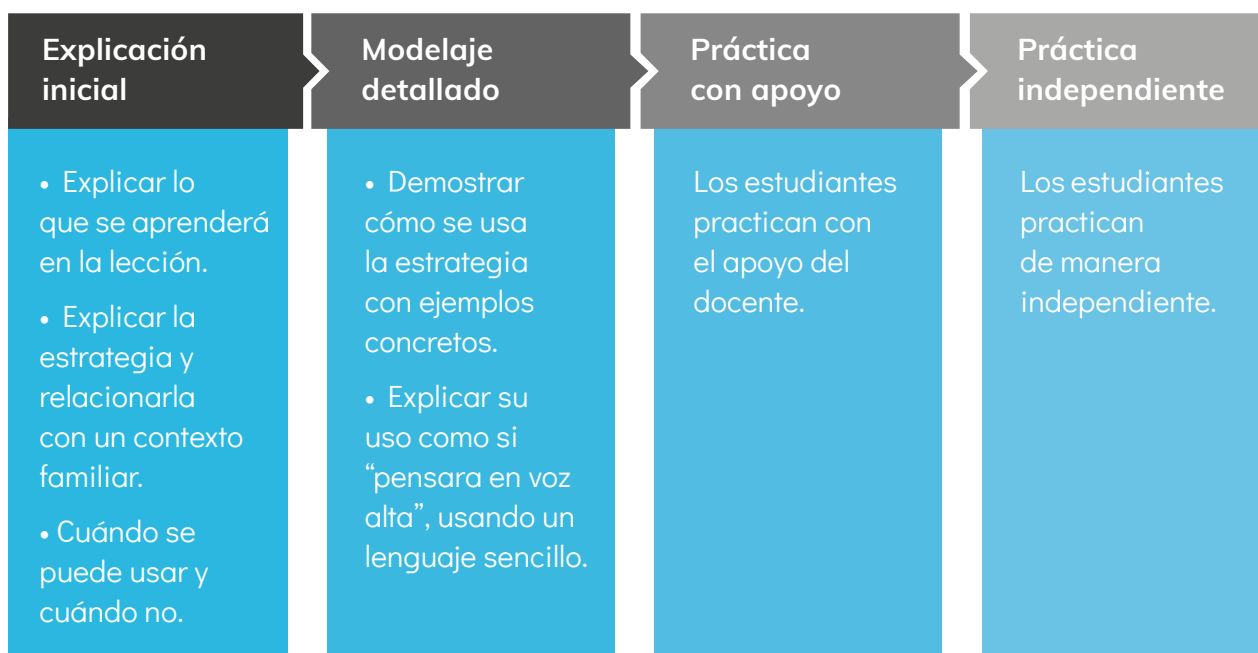 Explicación
inicial
• Explicar lo
que se aprenderá
en la lección.
• Explicar la
estrategia y
relacionarla
con un contexto
familiar.
• Cuándo se
puede usar y
cuándo no.
Modelaje
detallado
• Demostrar
cómo se usa
la estrategia
con ejemplos
concretos.
• Explicar su
uso como si
“pensara en voz
alta”, usando un
lenguaje sencillo.
Práctica
con apoyo
Los estudiantes
practican con
el apoyo del
docente.
Práctica
independiente
Los estudiantes
practican
de manera
independiente.